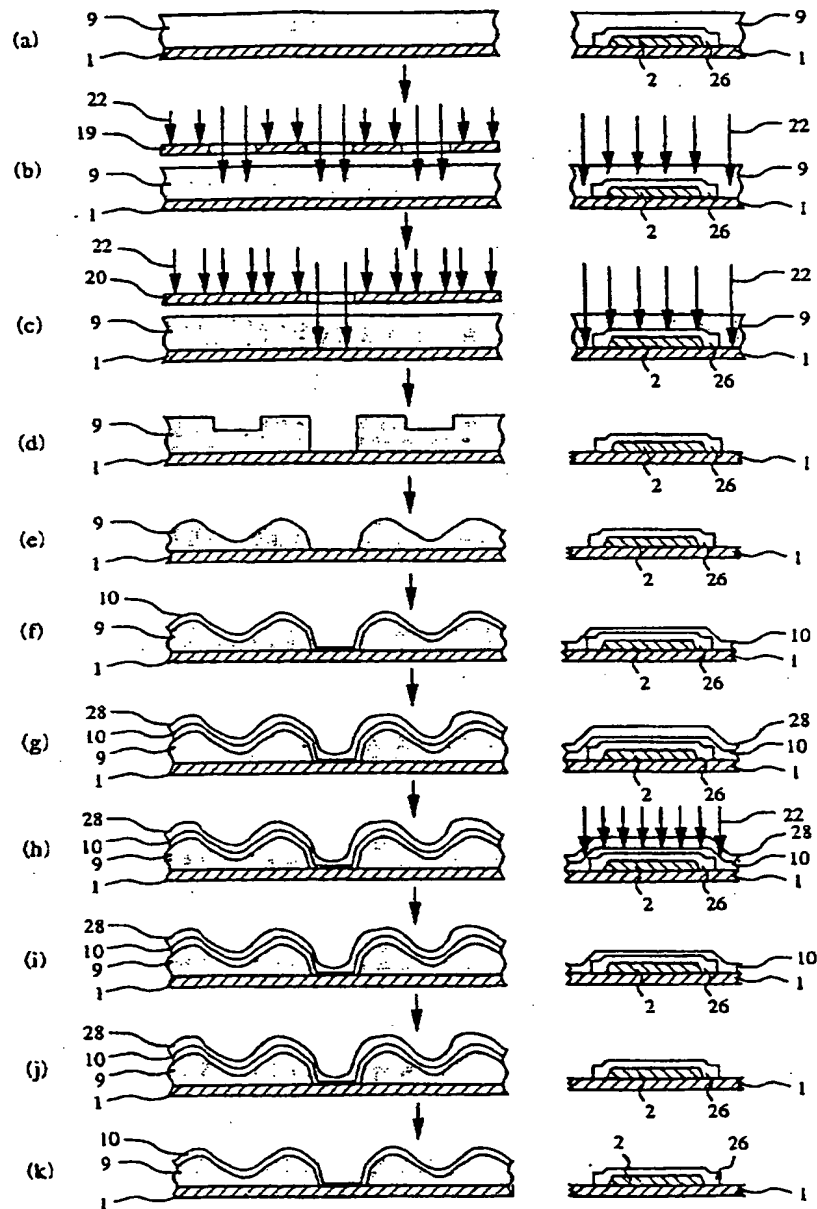 (a) 9 1 9 1 2 26
22 19
(b) 9 1 22 9 1 2 26
22 20
(c) 9 1 22 9 1 2 26
(d) 9 1 1 2 26
(e) 9 1 1 2 26
(f) 10 9 1 10 1 2 26
(g) 28 10 9 1 28 10 1 2 26
(h) 28 10 9 1 22 28 10 1 2 26
(i) 28 10 9 1 10 1 2 26
(j) 28 10 9 1 1 2 26
(k) 10 9 1 2 26 1